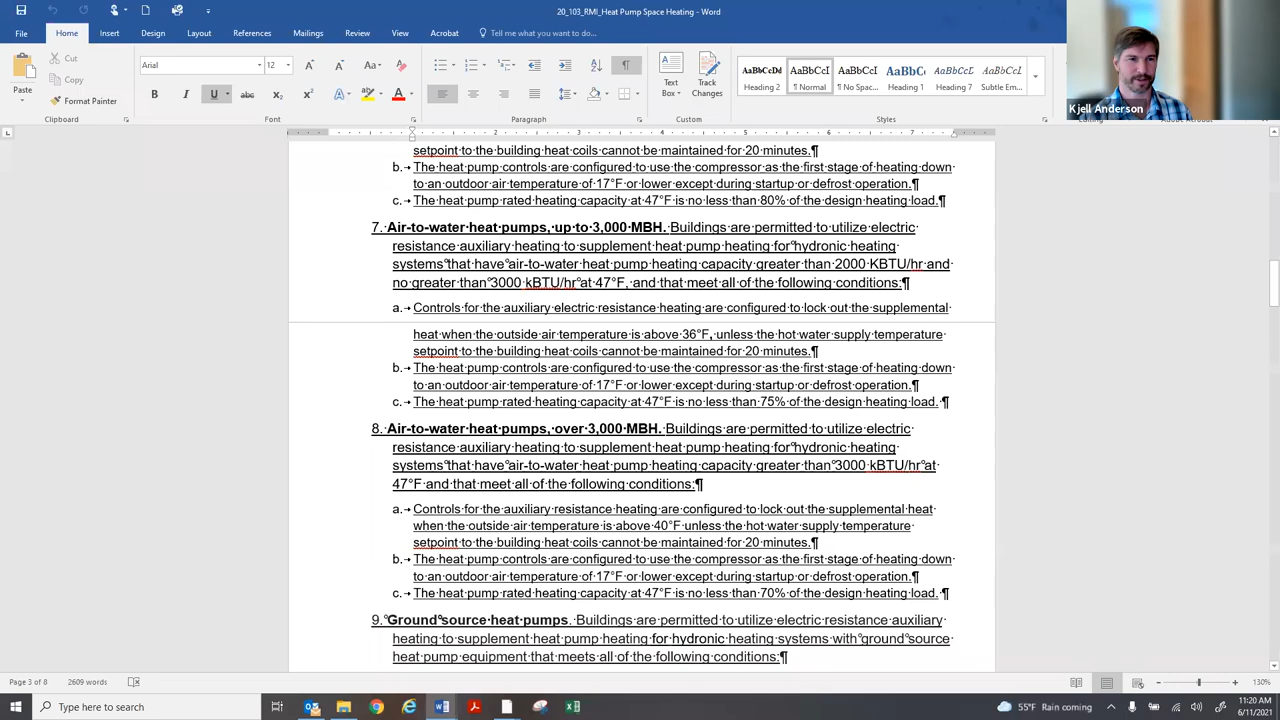 20_103_RMI_Heat Pump Space Heating - Word
File Home Insert Design Layout References Mailings Review View Acrobat Tell me what you want to do...
Kjell Anderson
Paste
Cut
Copy
Format Painter
Arial 12
B I U abc x₂ x²
Text Box
Track Changes
AaBbCcDd AaBbCcI AaBbCcI AaBbC AaBbCcL AaBbCcL
Heading 2 ¶ Normal ¶ No Spac... Heading 1 Heading 7 Subtle Em...
Clipboard Font Paragraph Custom Styles
setpoint to the building heat coils cannot be maintained for 20 minutes.¶
b. The heat pump controls are configured to use the compressor as the first stage of heating down
to an outdoor air temperature of 17°F or lower except during startup or defrost operation.¶
c. The heat pump rated heating capacity at 47°F is no less than 80% of the design heating load.¶
7. Air-to-water heat pumps, up to 3,000 MBH. Buildings are permitted to utilize electric
resistance auxiliary heating to supplement heat pump heating for hydronic heating
systems that have air-to-water heat pump heating capacity greater than 2000 KBTU/hr and
no greater than 3000 kBTU/hr at 47°F, and that meet all of the following conditions:¶
a. Controls for the auxiliary electric resistance heating are configured to lock out the supplemental
heat when the outside air temperature is above 36°F, unless the hot water supply temperature
setpoint to the building heat coils cannot be maintained for 20 minutes.¶
b. The heat pump controls are configured to use the compressor as the first stage of heating down
to an outdoor air temperature of 17°F or lower except during startup or defrost operation.¶
c. The heat pump rated heating capacity at 47°F is no less than 75% of the design heating load. ¶
8. Air-to-water heat pumps, over 3,000 MBH. Buildings are permitted to utilize electric
resistance auxiliary heating to supplement heat pump heating for hydronic heating
systems that have air-to-water heat pump heating capacity greater than 3000 kBTU/hr at
47°F and that meet all of the following conditions:¶
a. Controls for the auxiliary resistance heating are configured to lock out the supplemental heat
when the outside air temperature is above 40°F unless the hot water supply temperature
setpoint to the building heat coils cannot be maintained for 20 minutes.¶
b. The heat pump controls are configured to use the compressor as the first stage of heating down
to an outdoor air temperature of 17°F or lower except during startup or defrost operation.¶
c. The heat pump rated heating capacity at 47°F is no less than 70% of the design heating load. ¶
9. Ground source heat pumps. Buildings are permitted to utilize electric resistance auxiliary
heating to supplement heat pump heating for hydronic heating systems with ground source
heat pump equipment that meets all of the following conditions:¶
Page 3 of 8 2609 words 130%
Type here to search
55°F Rain coming
11:20 AM
6/11/2021